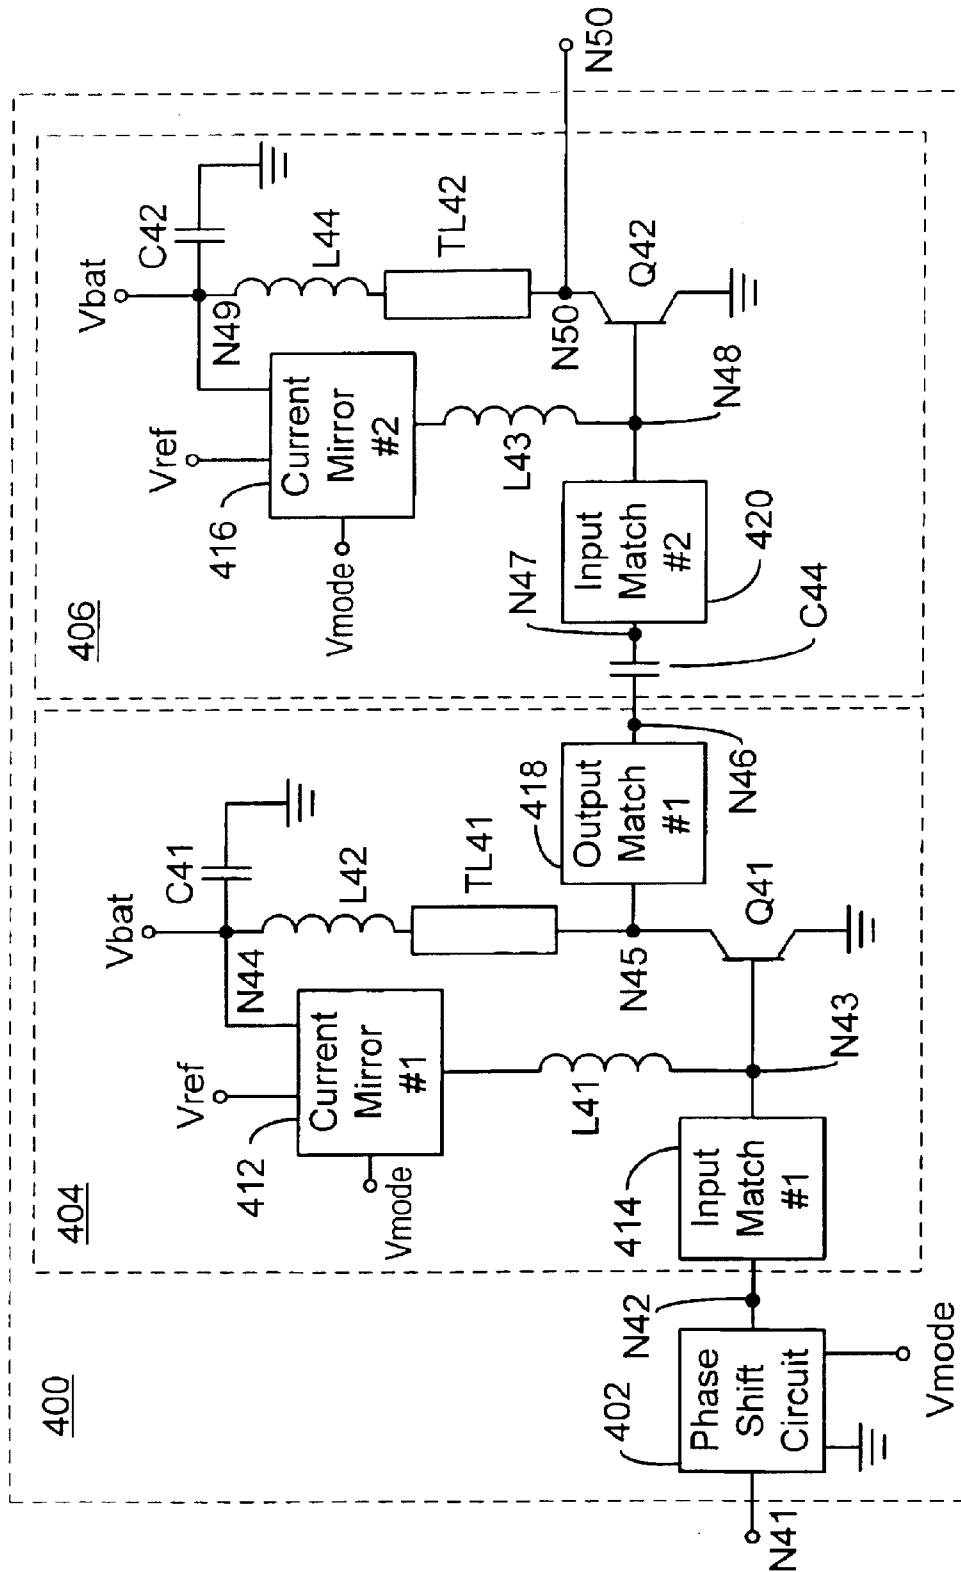 400
404
406
Vbat
C41
N44
L42
TL41
Vref
412
Current
Mirror
#1
Vmode
L41
N45
418
Output
Match
#1
N46
Q41
N43
414
Input
Match
#1
N42
402
Phase
Shift
Circuit
N41
Vmode
Vbat
C42
N49
L44
TL42
Vref
416
Current
Mirror
#2
Vmode
L43
N50
N50
Q42
N48
N47
Input
Match
#2
420
C44